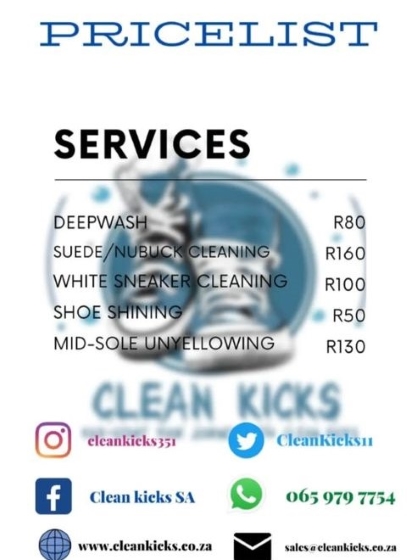 PRICELIST
SERVICES
DEEPWASH R80
SUEDE/NUBUCK CLEANING R160
WHITE SNEAKER CLEANING R100
SHOE SHINING R50
MID-SOLE UNYELLOWING R130
CLEAN KICKS
cleankicks351 CleanKicks11
Clean kicks SA 065 979 7754
www.cleankicks.co.za sales@cleankicks.co.za